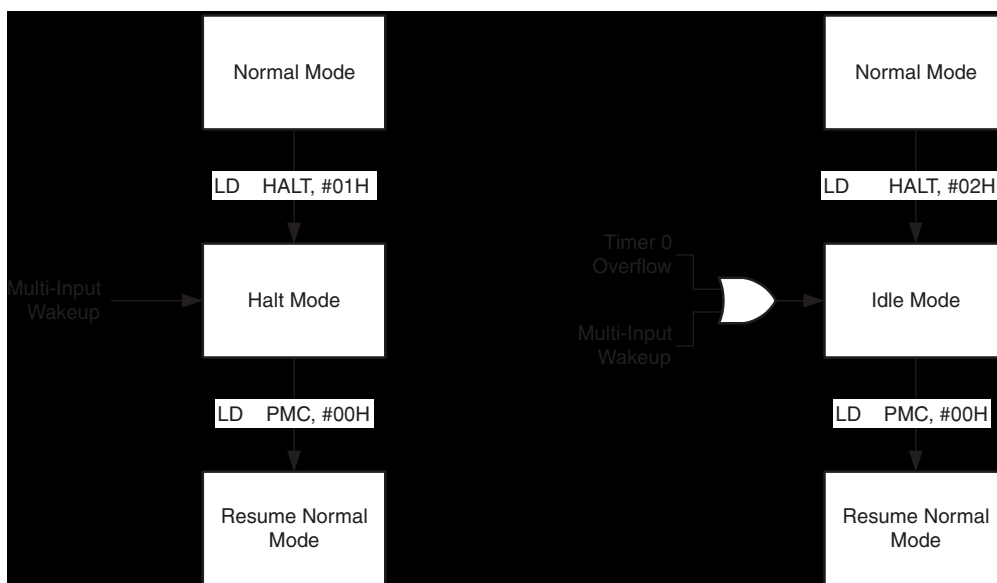 Normal Mode
LD HALT, #01H
Multi-Input
Wakeup
Halt Mode
LD PMC, #00H
Resume Normal
Mode
Normal Mode
LD HALT, #02H
Timer 0
Overflow
Multi-Input
Wakeup
Idle Mode
LD PMC, #00H
Resume Normal
Mode